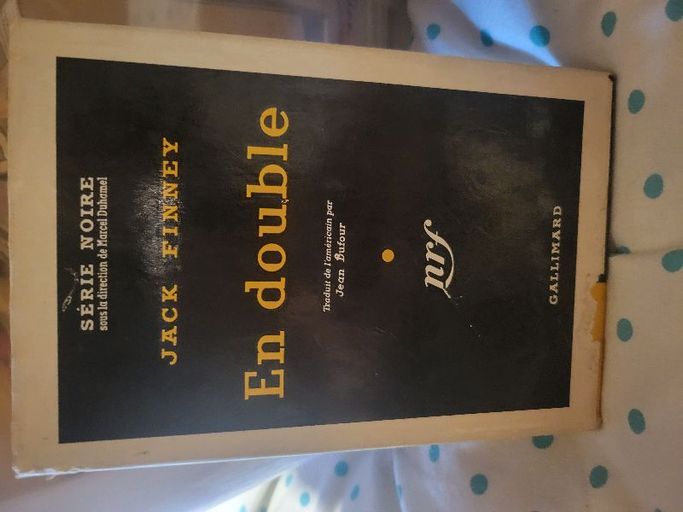 SÉRIE NOIRE
sous la direction de Marcel Duhamel
JACK FINNEY
En double
Traduit de l'américain par
Jean Dufour
nrf
GALLIMARD